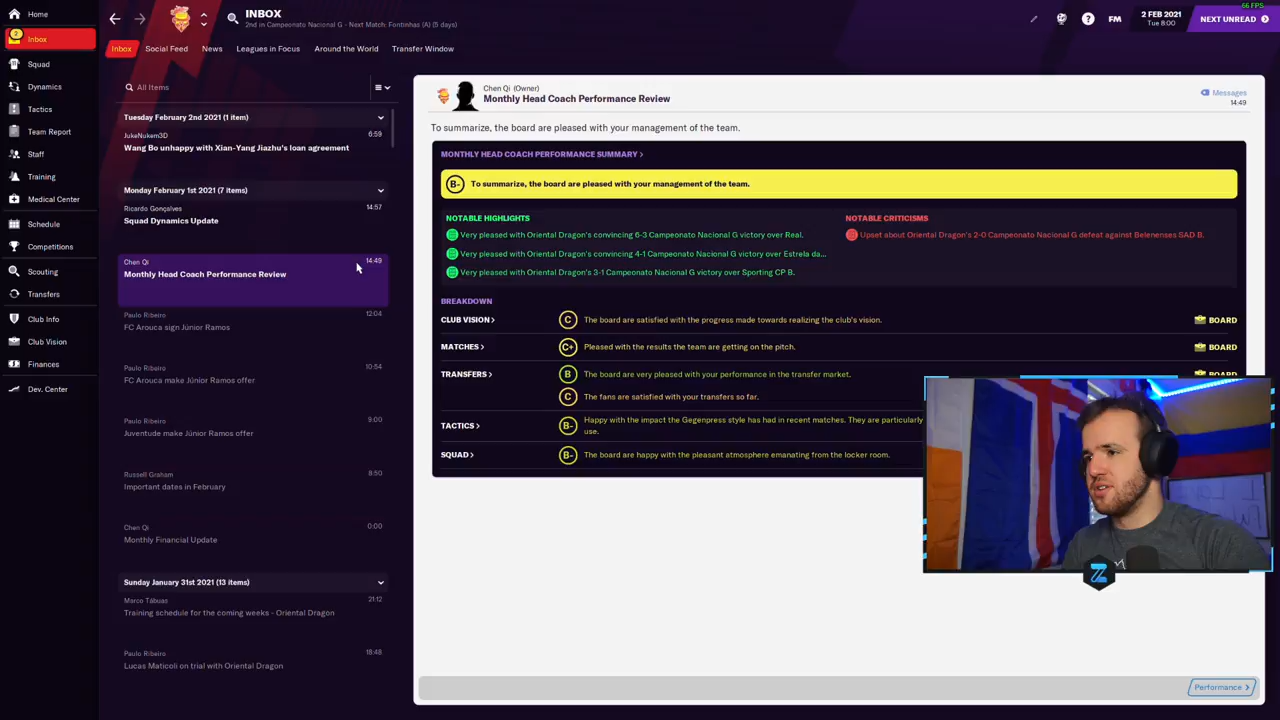 66 FPS
INBOX
2nd in Campeonato Nacional G - Next Match: Fontinhas (A) (5 days)
FM
2 FEB 2021
Tue 8:00
NEXT UNREAD
Home
2
Inbox
Squad
Dynamics
Tactics
Team Report
Staff
Training
Medical Center
Schedule
Competitions
Scouting
Transfers
Club Info
Club Vision
Finances
Dev. Center
Inbox
Social Feed
News
Leagues in Focus
Around the World
Transfer Window
All Items
Tuesday February 2nd 2021 (1 item)
JukeNukem3D
6:59
Wang Bo unhappy with Xian-Yang Jiazhu's loan agreement
Monday February 1st 2021 (7 items)
Ricardo Gonçalves
14:57
Squad Dynamics Update
Chen Qi
14:49
Monthly Head Coach Performance Review
Paulo Ribeiro
12:04
FC Arouca sign Júnior Ramos
Paulo Ribeiro
10:54
FC Arouca make Júnior Ramos offer
Paulo Ribeiro
9:00
Juventude make Júnior Ramos offer
Russell Graham
8:50
Important dates in February
Chen Qi
0:00
Monthly Financial Update
Sunday January 31st 2021 (13 items)
Marco Tábuas
21:12
Training schedule for the coming weeks - Oriental Dragon
Paulo Ribeiro
18:48
Lucas Maticoli on trial with Oriental Dragon
Chen Qi (Owner)
Monthly Head Coach Performance Review
Messages
14:49
To summarize, the board are pleased with your management of the team.
MONTHLY HEAD COACH PERFORMANCE SUMMARY >
B- To summarize, the board are pleased with your management of the team.
NOTABLE HIGHLIGHTS
Very pleased with Oriental Dragon's convincing 6-3 Campeonato Nacional G victory over Real.
Very pleased with Oriental Dragon's convincing 4-1 Campeonato Nacional G victory over Estrela da...
Very pleased with Oriental Dragon's 3-1 Campeonato Nacional G victory over Sporting CP B.
NOTABLE CRITICISMS
Upset about Oriental Dragon's 2-0 Campeonato Nacional G defeat against Belenenses SAD B.
BREAKDOWN
CLUB VISION > C The board are satisfied with the progress made towards realizing the club's vision. BOARD
MATCHES > C+ Pleased with the results the team are getting on the pitch. BOARD
TRANSFERS > B The board are very pleased with your performance in the transfer market. BOARD
C The fans are satisfied with your transfers so far.
TACTICS > B- Happy with the impact the Gegenpress style has had in recent matches. They are particularly
use.
SQUAD > B- The board are happy with the pleasant atmosphere emanating from the locker room.
Performance >